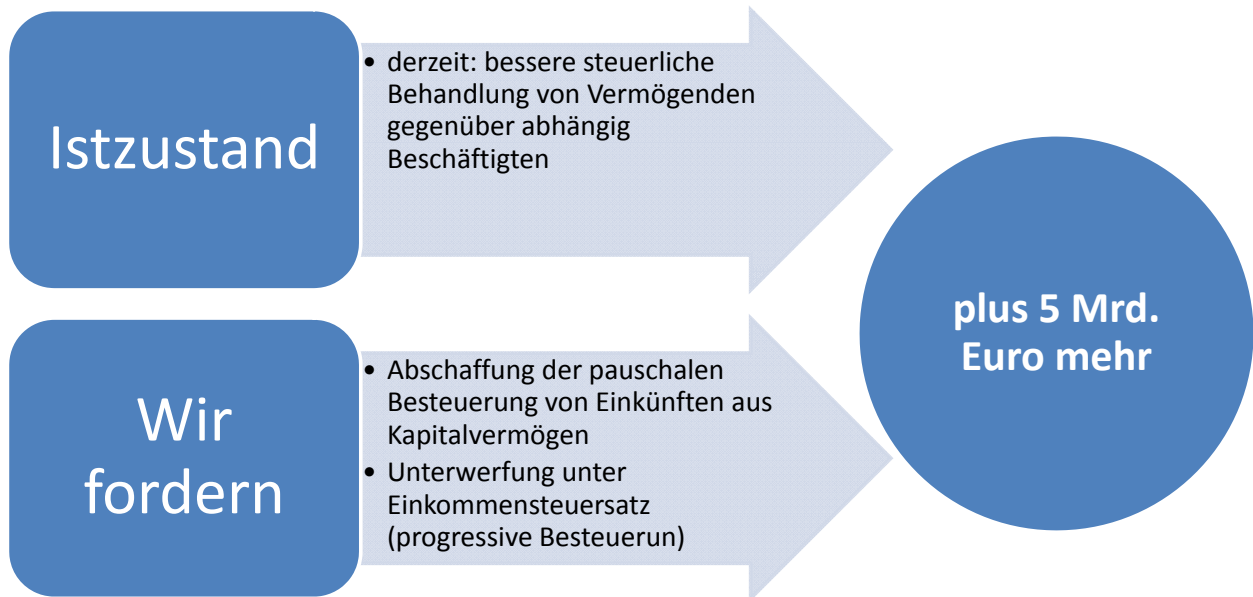 Istzustand
• derzeit: bessere steuerliche
Behandlung von Vermögenden
gegenüber abhängig
Beschäftigten
Wir
fordern
• Abschaffung der pauschalen
Besteuerung von Einkünften aus
Kapitalvermögen
• Unterwerfung unter
Einkommensteuersatz
(progressive Besteuerun)
plus 5 Mrd.
Euro mehr